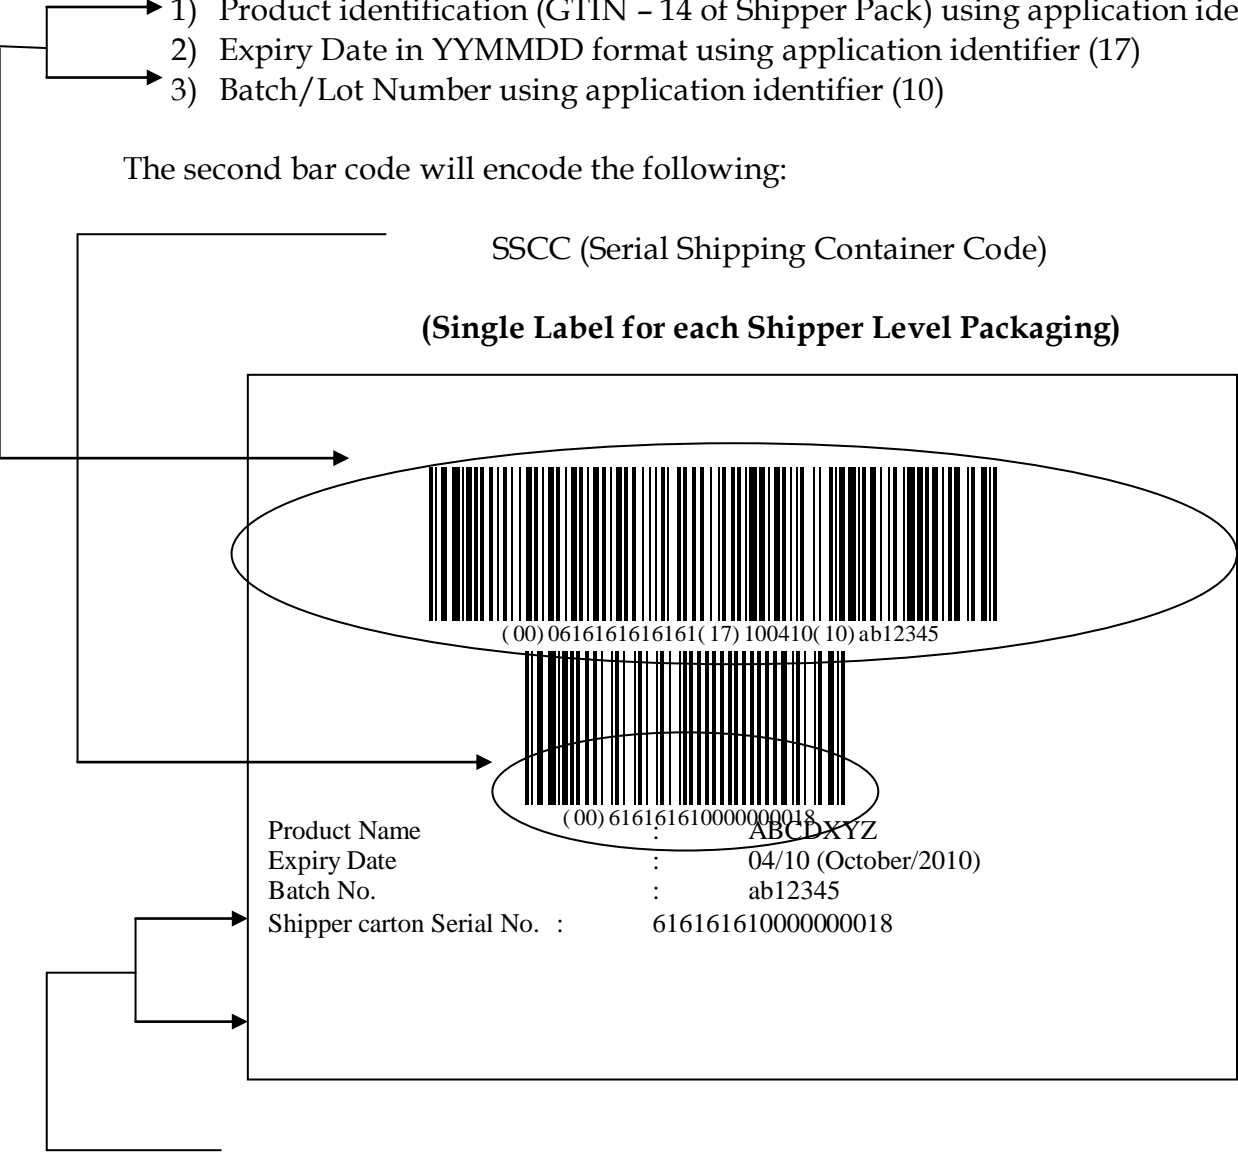 1) Product identification (GTIN – 14 of Shipper Pack) using application ide
2) Expiry Date in YYMMDD format using application identifier (17)
3) Batch/Lot Number using application identifier (10)
The second bar code will encode the following:
SSCC (Serial Shipping Container Code)
(Single Label for each Shipper Level Packaging)
(00)0616161616161(17)100410(10)ab12345
(00)616161610000000018
Product Name : ABCDXYZ
Expiry Date : 04/10 (October/2010)
Batch No. : ab12345
Shipper carton Serial No. : 616161610000000018